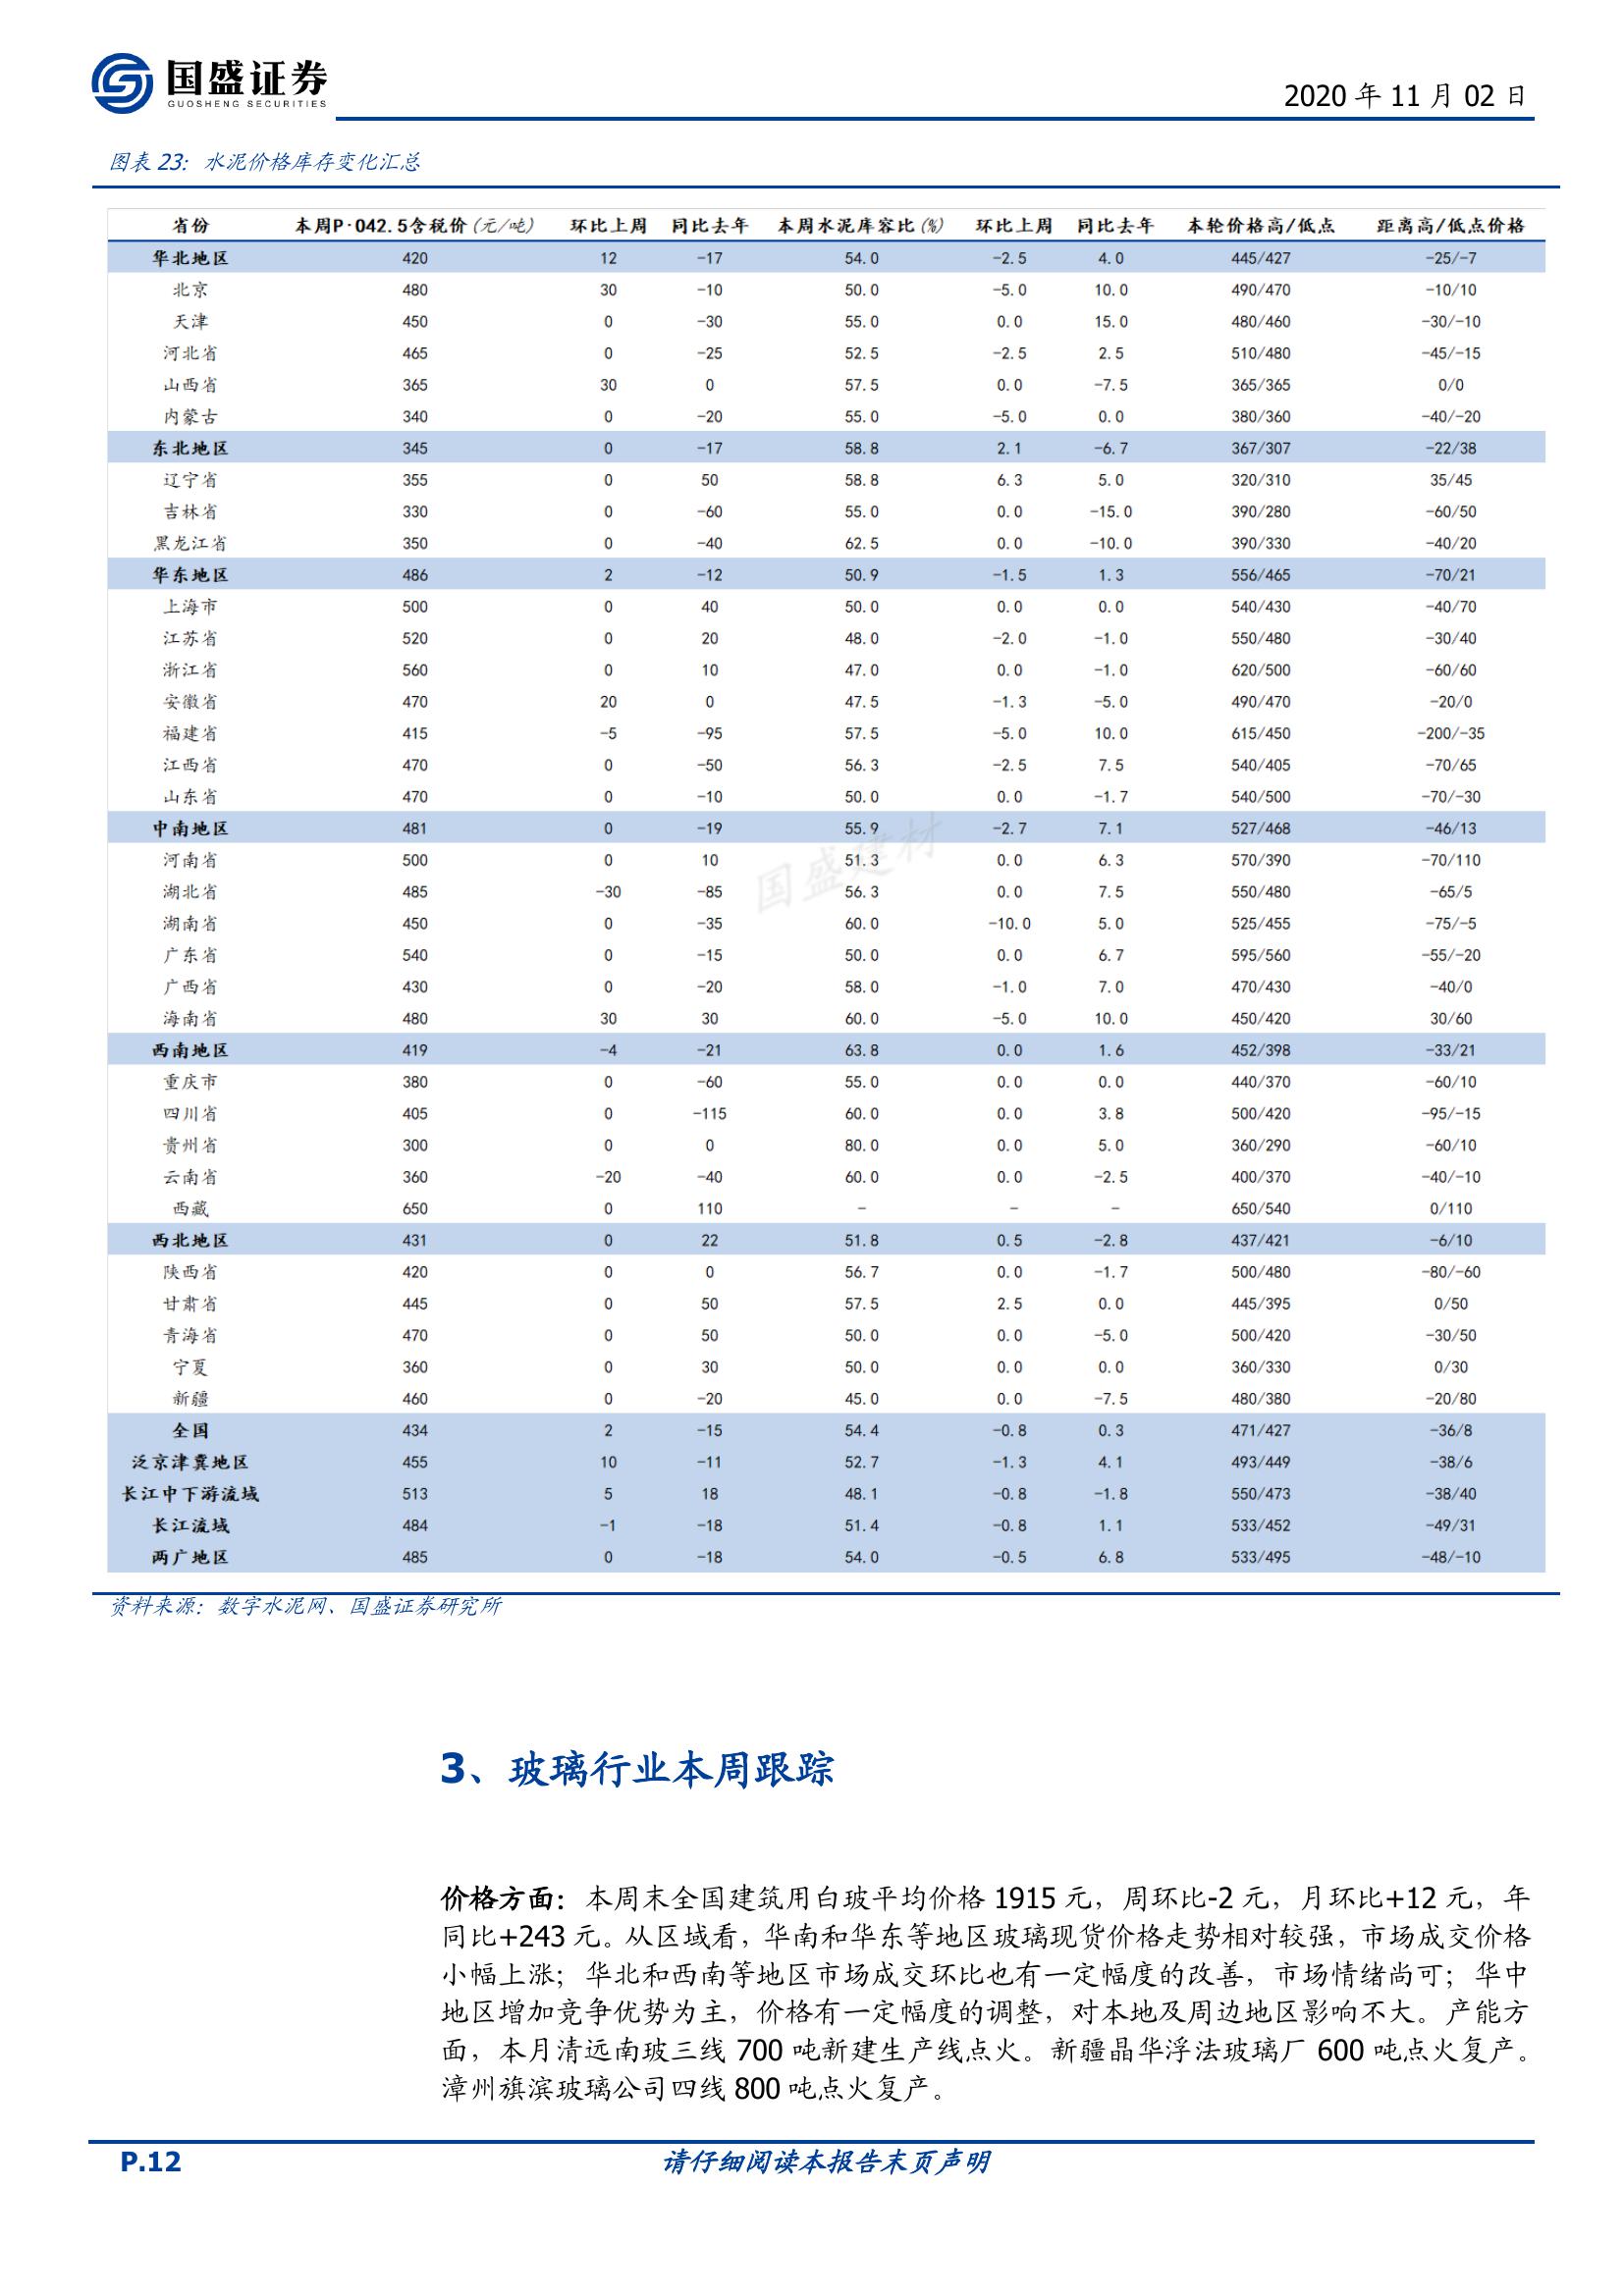 国盛证券
GUOSHENG SECURITIES
2020 年 11 月 02 日
图表 23: 水泥价格库存变化汇总
省份 本周P·042.5含税价(元/吨) 环比上周 同比去年 本周水泥库容比(%) 环比上周 同比去年 本轮价格高/低点 距离高/低点价格
华北地区 420 12 -17 54.0 -2.5 4.0 445/427 -25/-7
北京 480 30 -10 50.0 -5.0 10.0 490/470 -10/10
天津 450 0 -30 55.0 0.0 15.0 480/460 -30/-10
河北省 465 0 -25 52.5 -2.5 2.5 510/480 -45/-15
山西省 365 30 0 57.5 0.0 -7.5 365/365 0/0
内蒙古 340 0 -20 55.0 -5.0 0.0 380/360 -40/-20
东北地区 345 0 -17 58.8 2.1 -6.7 367/307 -22/38
辽宁省 355 0 50 58.8 6.3 5.0 320/310 35/45
吉林省 330 0 -60 55.0 0.0 -15.0 390/280 -60/50
黑龙江省 350 0 -40 62.5 0.0 -10.0 390/330 -40/20
华东地区 486 2 -12 50.9 -1.5 1.3 556/465 -70/21
上海市 500 0 40 50.0 0.0 0.0 540/430 -40/70
江苏省 520 0 20 48.0 -2.0 -1.0 550/480 -30/40
浙江省 560 0 10 47.0 0.0 -1.0 620/500 -60/60
安徽省 470 20 0 47.5 -1.3 -5.0 490/470 -20/0
福建省 415 -5 -95 57.5 -5.0 10.0 615/450 -200/-35
江西省 470 0 -50 56.3 -2.5 7.5 540/405 -70/65
山东省 470 0 -10 50.0 0.0 -1.7 540/500 -70/-30
中南地区 481 0 -19 55.9 -2.7 7.1 527/468 -46/13
河南省 500 0 10 51.3 0.0 6.3 570/390 -70/110
湖北省 485 -30 -85 56.3 0.0 7.5 550/480 -65/5
湖南省 450 0 -35 60.0 -10.0 5.0 525/455 -75/-5
广东省 540 0 -15 50.0 0.0 6.7 595/560 -55/-20
广西省 430 0 -20 58.0 -1.0 7.0 470/430 -40/0
海南省 480 30 30 60.0 -5.0 10.0 450/420 30/60
西南地区 419 -4 -21 63.8 0.0 1.6 452/398 -33/21
重庆市 380 0 -60 55.0 0.0 0.0 440/370 -60/10
四川省 405 0 -115 60.0 0.0 3.8 500/420 -95/-15
贵州省 300 0 0 80.0 0.0 5.0 360/290 -60/10
云南省 360 -20 -40 60.0 0.0 -2.5 400/370 -40/-10
西藏 650 0 110 - - - 650/540 0/110
西北地区 431 0 22 51.8 0.5 -2.8 437/421 -6/10
陕西省 420 0 0 56.7 0.0 -1.7 500/480 -80/-60
甘肃省 445 0 50 57.5 2.5 0.0 445/395 0/50
青海省 470 0 50 50.0 0.0 -5.0 500/420 -30/50
宁夏 360 0 30 50.0 0.0 0.0 360/330 0/30
新疆 460 0 -20 45.0 0.0 -7.5 480/380 -20/80
全国 434 2 -15 54.4 -0.8 0.3 471/427 -36/8
泛京津冀地区 455 10 -11 52.7 -1.3 4.1 493/449 -38/6
长江中下游流域 513 5 18 48.1 -0.8 -1.8 550/473 -38/40
长江流域 484 -1 -18 51.4 -0.8 1.1 533/452 -49/31
两广地区 485 0 -18 54.0 -0.5 6.8 533/495 -48/-10
国盛建材
资料来源：数字水泥网、国盛证券研究所
3、玻璃行业本周跟踪
价格方面：本周末全国建筑用白玻平均价格 1915 元，周环比-2 元，月环比+12 元，年
同比+243 元。从区域看，华南和华东等地区玻璃现货价格走势相对较强，市场成交价格
小幅上涨；华北和西南等地区市场成交环比也有一定幅度的改善，市场情绪尚可；华中
地区增加竞争优势为主，价格有一定幅度的调整，对本地及周边地区影响不大。产能方
面，本月清远南玻三线 700 吨新建生产线点火。新疆晶华浮法玻璃厂 600 吨点火复产。
漳州旗滨玻璃公司四线 800 吨点火复产。
P.12
请仔细阅读本报告末页声明